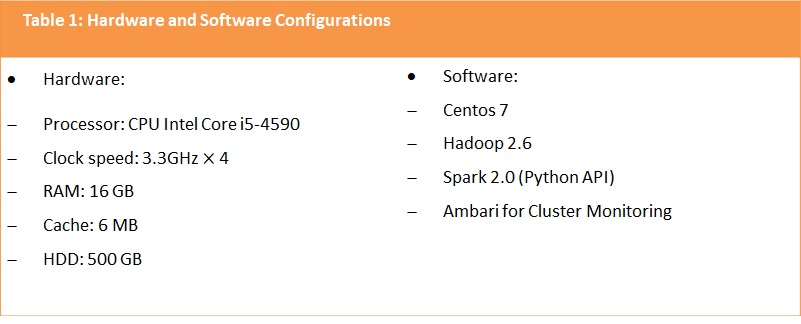 Table 1: Hardware and Software Configurations
● Hardware:
– Processor: CPU Intel Core i5-4590
– Clock speed: 3.3GHz × 4
– RAM: 16 GB
– Cache: 6 MB
– HDD: 500 GB
● Software:
– Centos 7
– Hadoop 2.6
– Spark 2.0 (Python API)
– Ambari for Cluster Monitoring